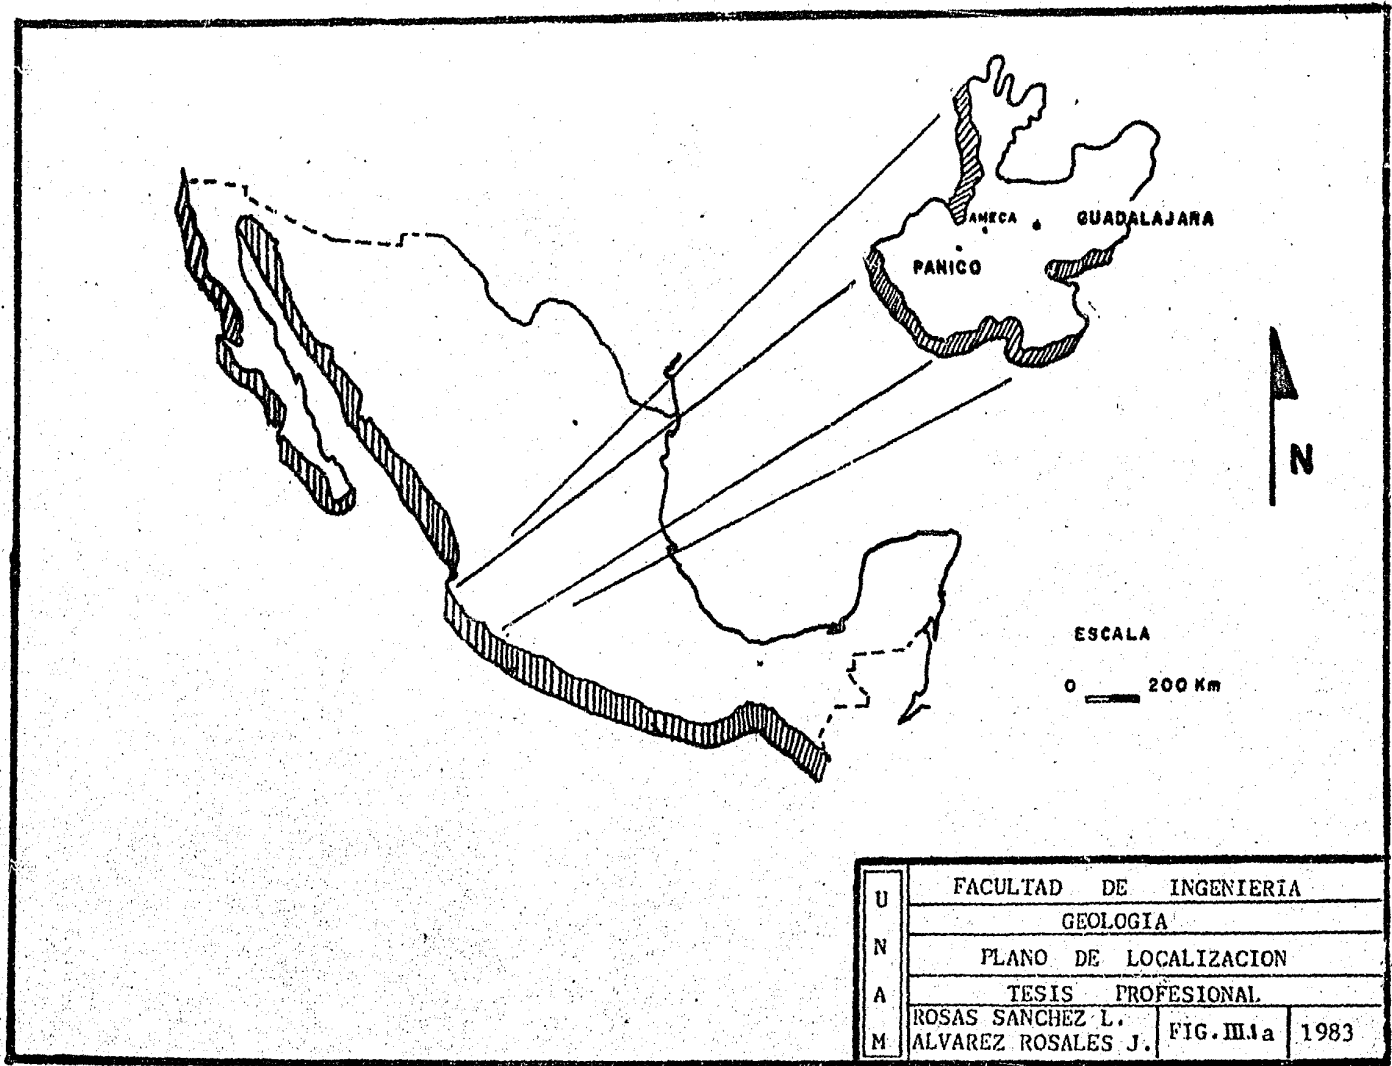 AMECA
GUADALAJARA
PANICO
N
ESCALA
0 200 Km
U N A M
FACULTAD DE INGENIERIA
GEOLOGIA
PLANO DE LOCALIZACION
TESIS PROFESIONAL
ROSAS SANCHEZ L.
ALVAREZ ROSALES J.
FIG. III.1a
1983